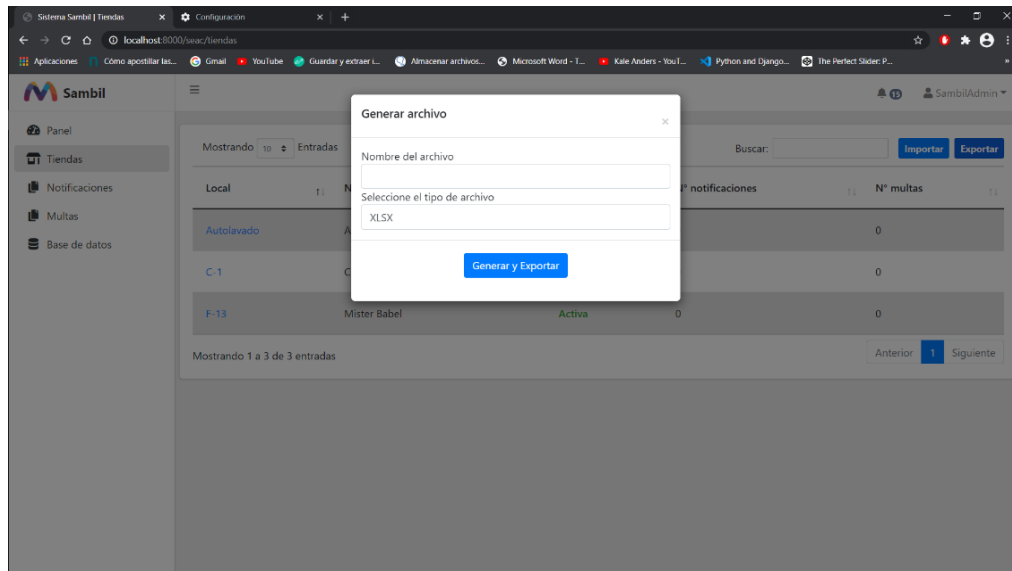 Sistema Sambil | Tiendas
Configuración
localhost:8000/seac/tiendas
Aplicaciones
Cómo apostillar las...
Gmail
YouTube
Guardar y extraer i...
Almacenar archivos...
Microsoft Word - T...
Kale Anders - YouT...
Python and Django...
The Perfect Slider: P...
Sambil
15
SambilAdmin
Panel
Tiendas
Notificaciones
Multas
Base de datos
Generar archivo
Nombre del archivo
Seleccione el tipo de archivo
XLSX
Generar y Exportar
Mostrando 10 Entradas
Buscar:
Importar
Exportar
Local
N° notificaciones
N° multas
Autolavado
0
C-1
0
F-13
Mister Babel
Activa
0
0
Mostrando 1 a 3 de 3 entradas
Anterior
1
Siguiente